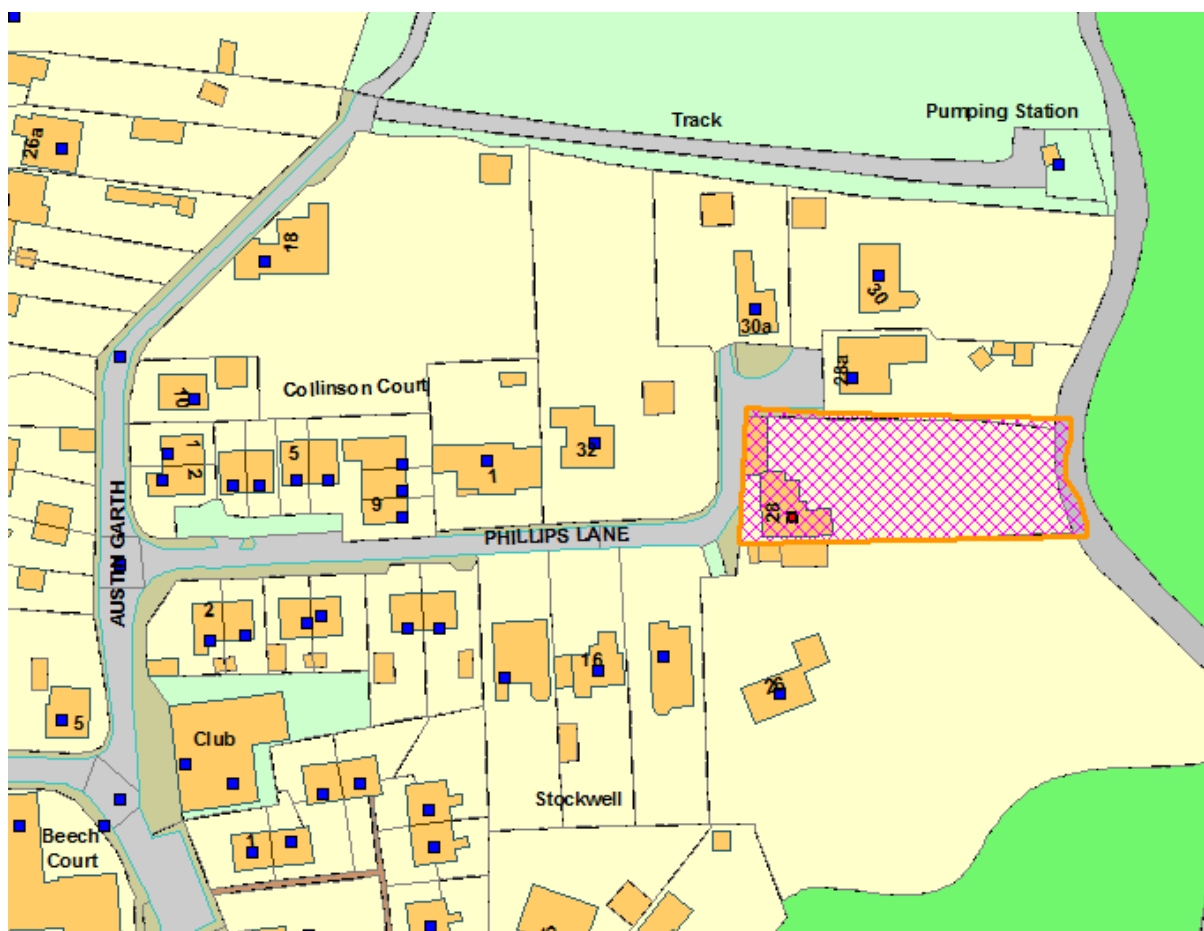 Pumping Station
Track
26a
18
30
30a
28a
10
Collinson Court
1
2
5
9
1
32
28
PHILLIPS LANE
AUSTIN GARTH
2
16
26
5
Club
Stockwell
1
Beech
Court